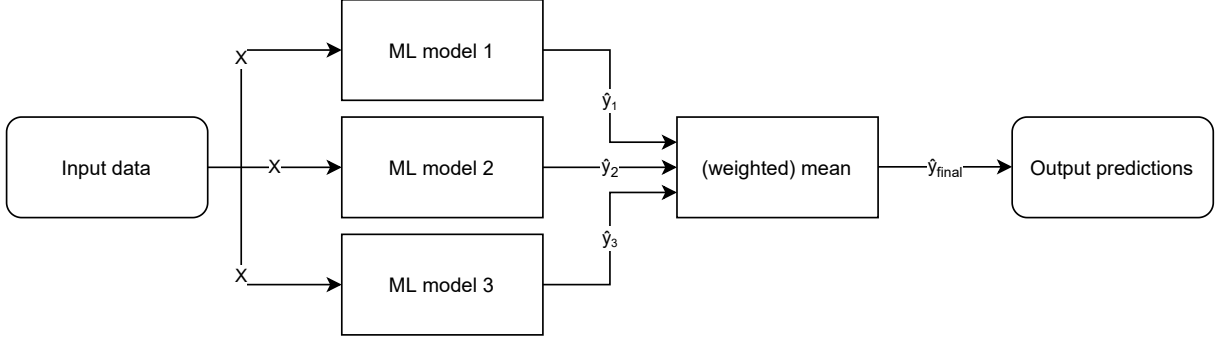 ML model 1
X
ŷ₁
Input data
X
ML model 2
ŷ₂
(weighted) mean
ŷfinal
Output predictions
X
ŷ₃
ML model 3